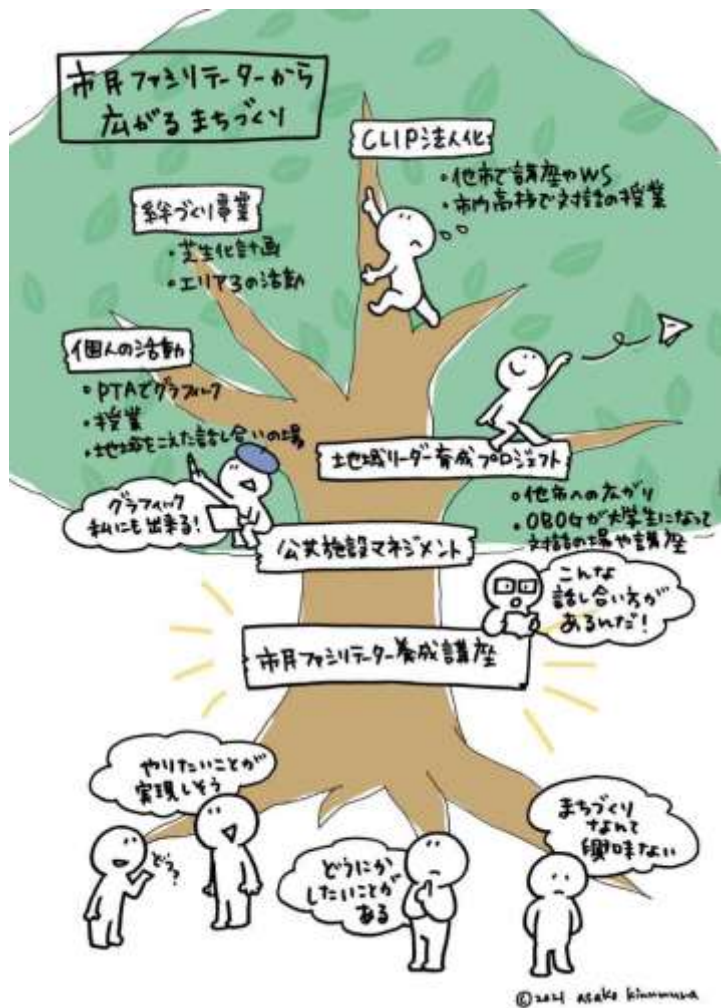 市民ファシリテーターから
広がるまちづくり
CLIP法人化
・他市で講座やWS
・市内高校で対話の授業
絆づくり事業
・芝生化計画
・エリア3の活動
個人の活動
・PTAでグラフィック
・授業
・地域をこえた話し合いの場
地域リーダー育成プロジェクト
・他市への広がり
・OBOGが大学生になって
対話の場や講座
グラフィック
私にも出来る!
公共施設マネジメント
こんな
話し合い方が
あるんだ!
市民ファシリテーター養成講座
やりたいことが
実現しそう
どう?
どうにか
したいことが
ある
まちづくり
なんて
興味ない
©2021 asako kinumura